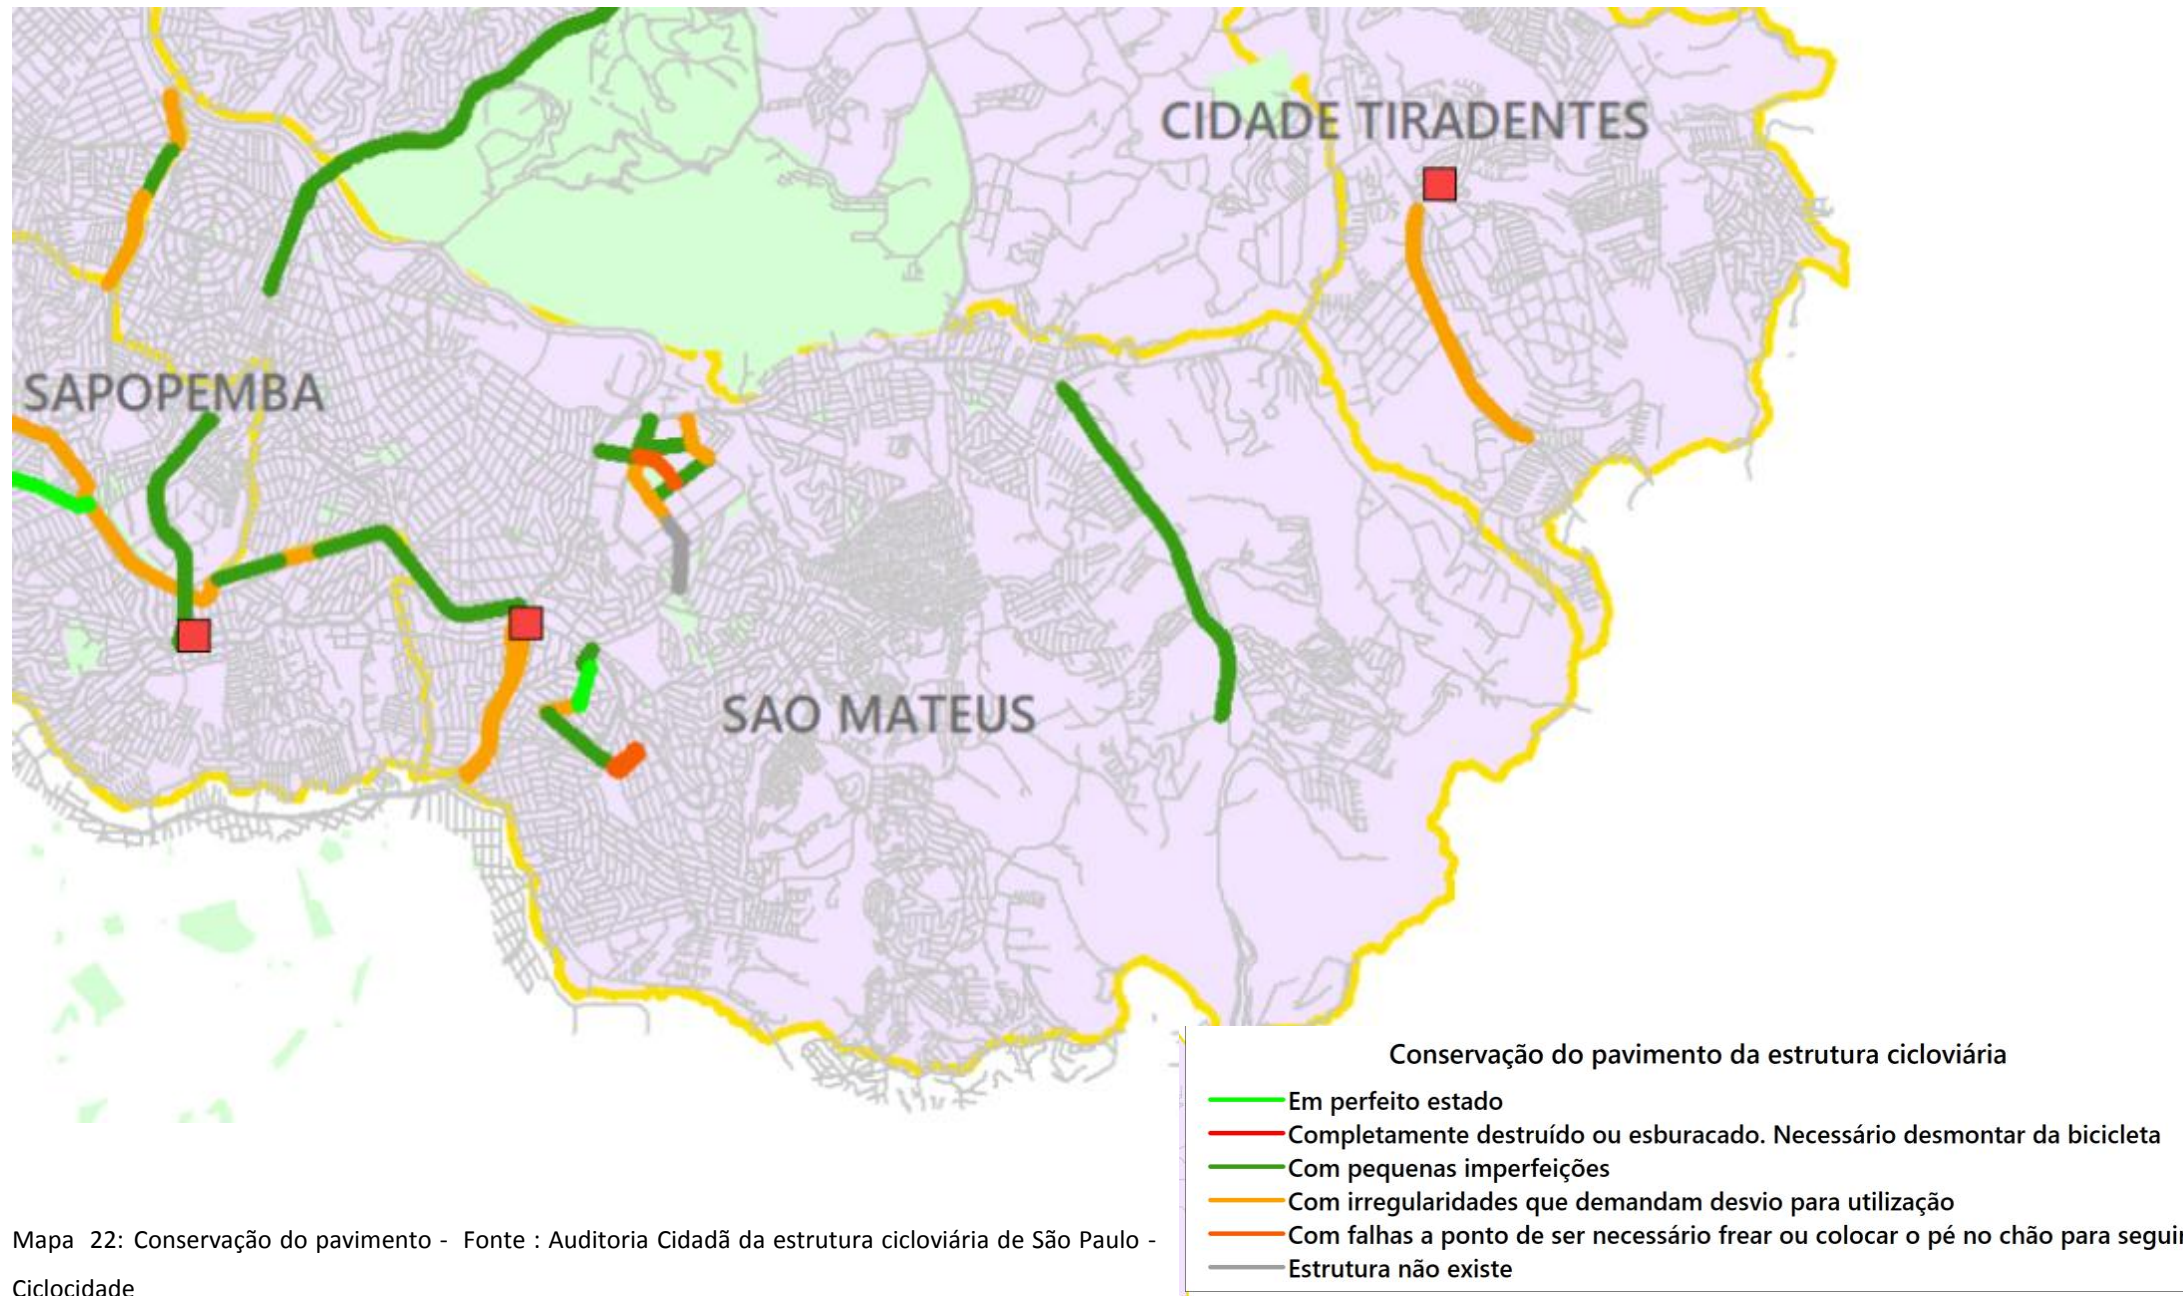 CIDADE TIRADENTES
SAPOPEMBA
SAO MATEUS
Conservação do pavimento da estrutura cicloviária
Em perfeito estado
Completamente destruído ou esburacado. Necessário desmontar da bicicleta
Com pequenas imperfeições
Com irregularidades que demandam desvio para utilização
Com falhas a ponto de ser necessário frear ou colocar o pé no chão para seguir
Estrutura não existe
Mapa 22: Conservação do pavimento - Fonte : Auditoria Cidadã da estrutura cicloviária de São Paulo -
Ciclocidade